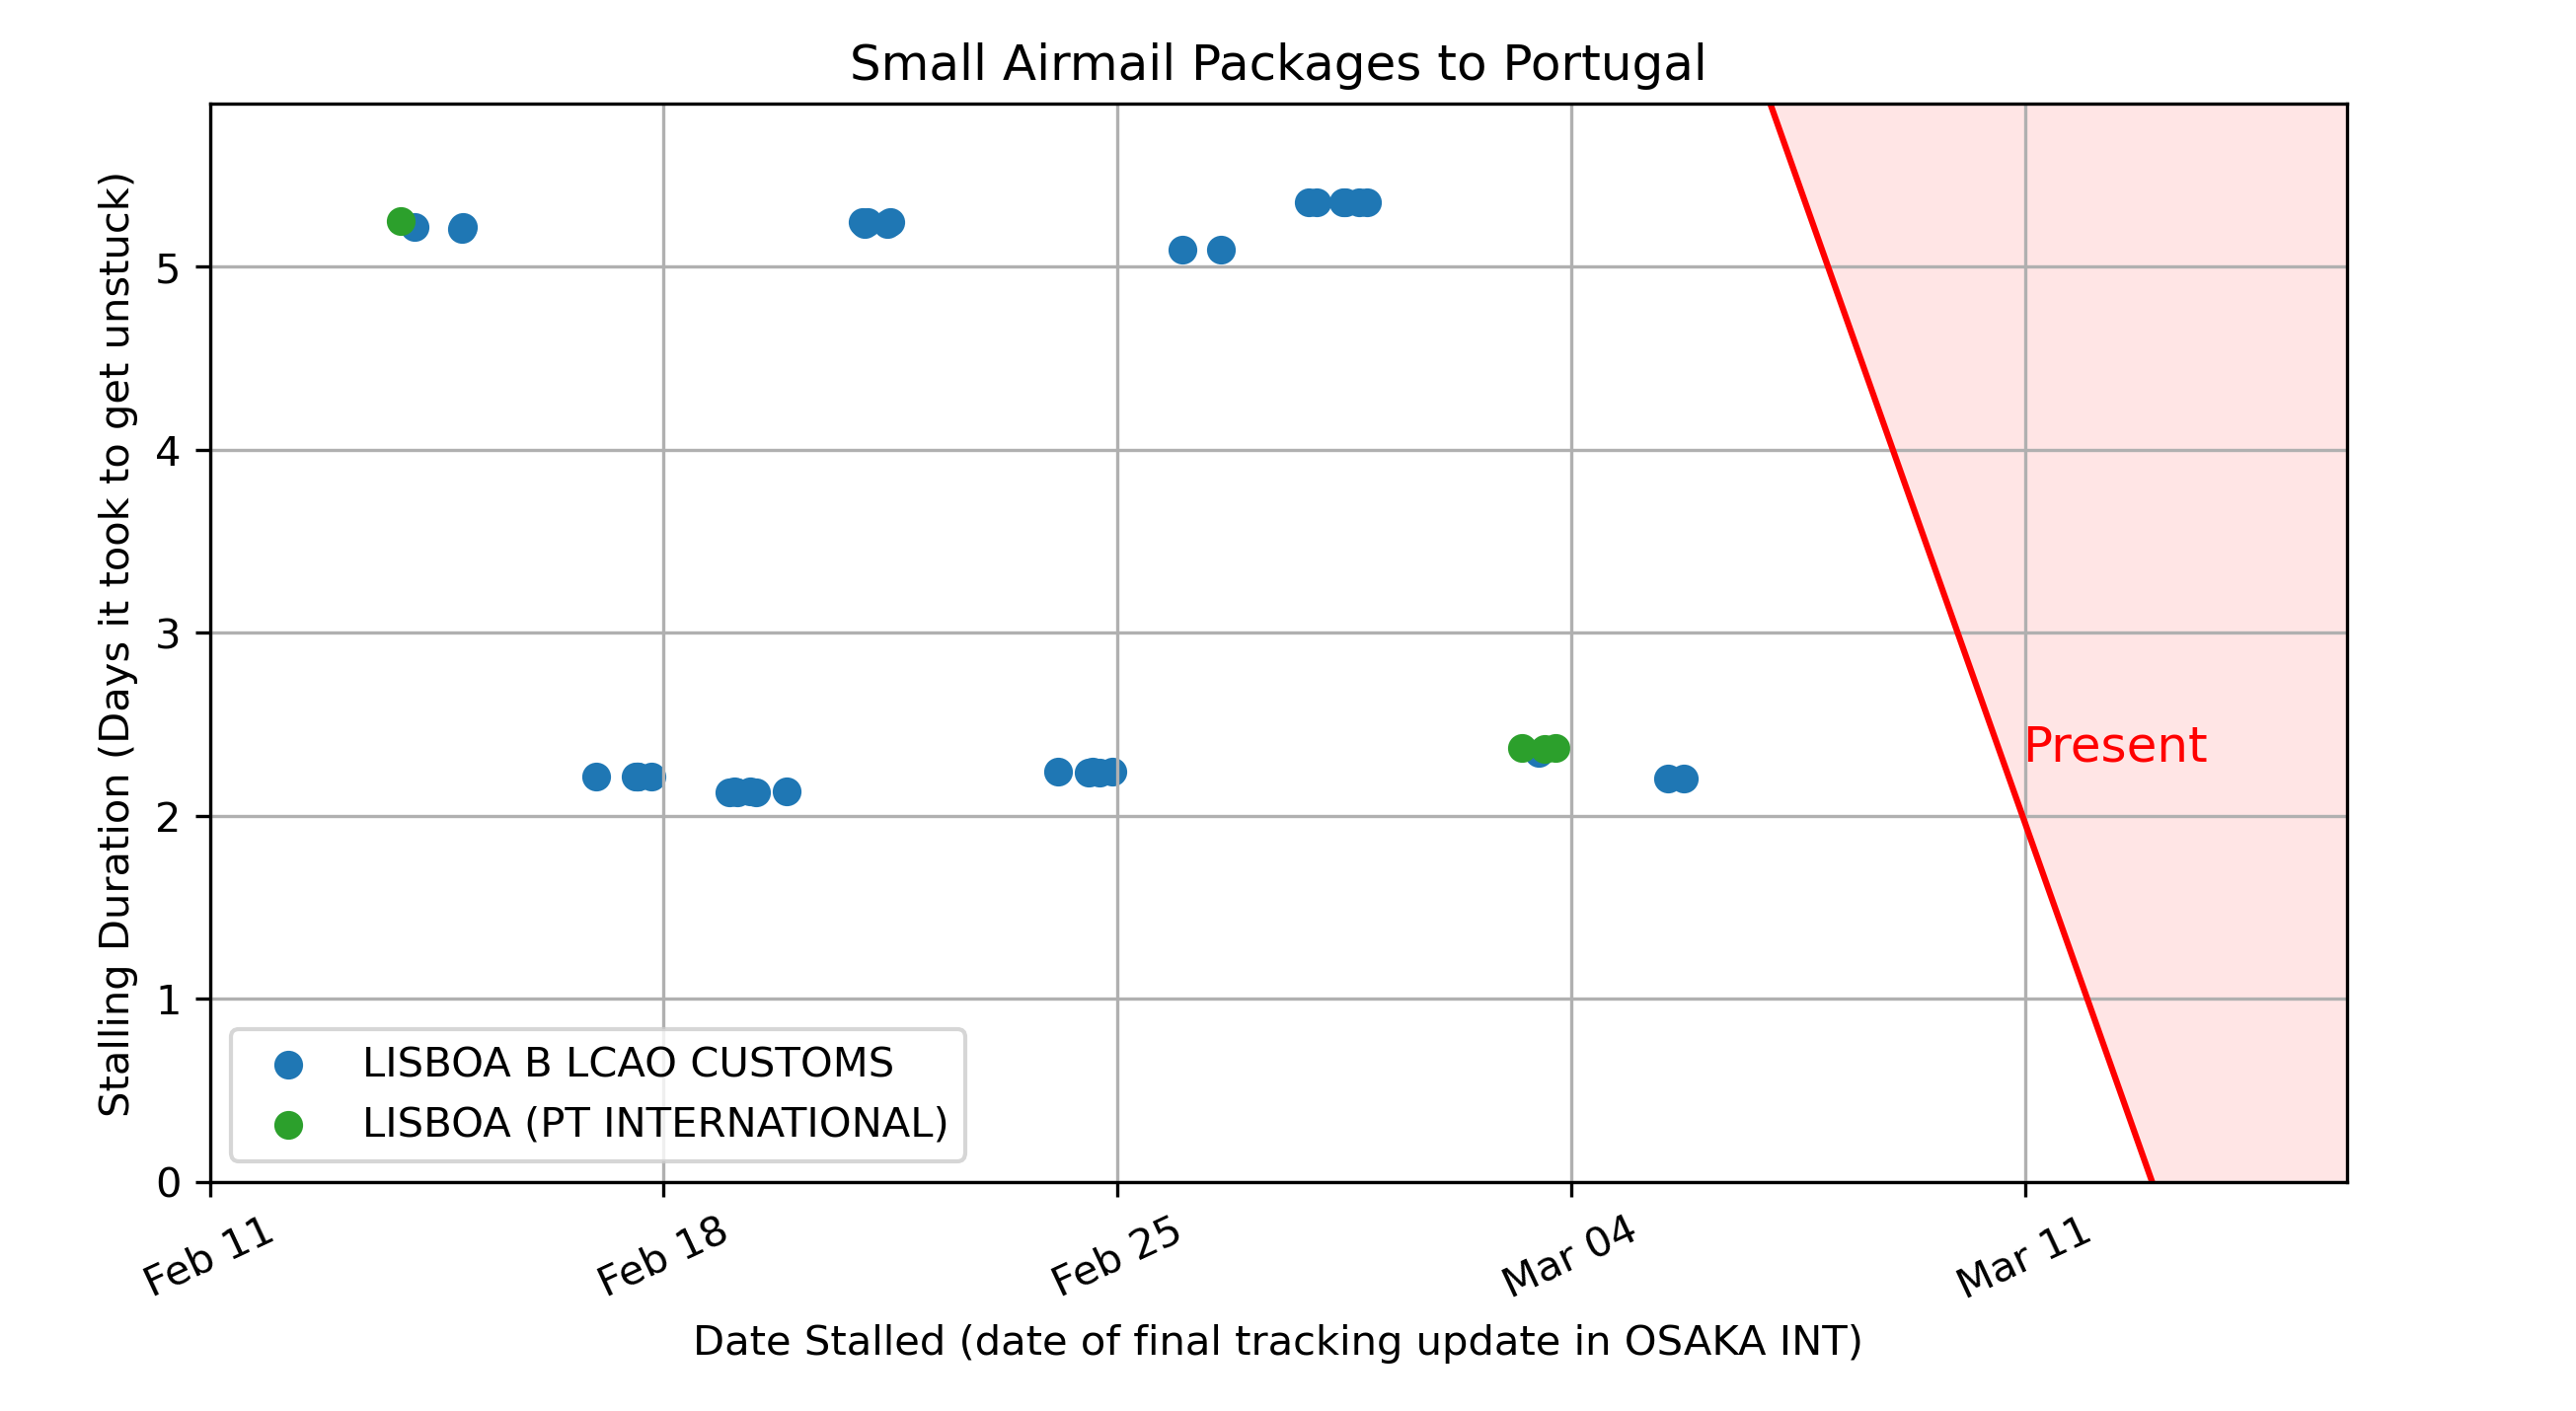 Small Airmail Packages to Portugal
Stalling Duration (Days it took to get unstuck)
5
4
3
2
1
0
Present
LISBOA B LCAO CUSTOMS
LISBOA (PT INTERNATIONAL)
Feb 11
Feb 18
Feb 25
Mar 04
Mar 11
Date Stalled (date of final tracking update in OSAKA INT)